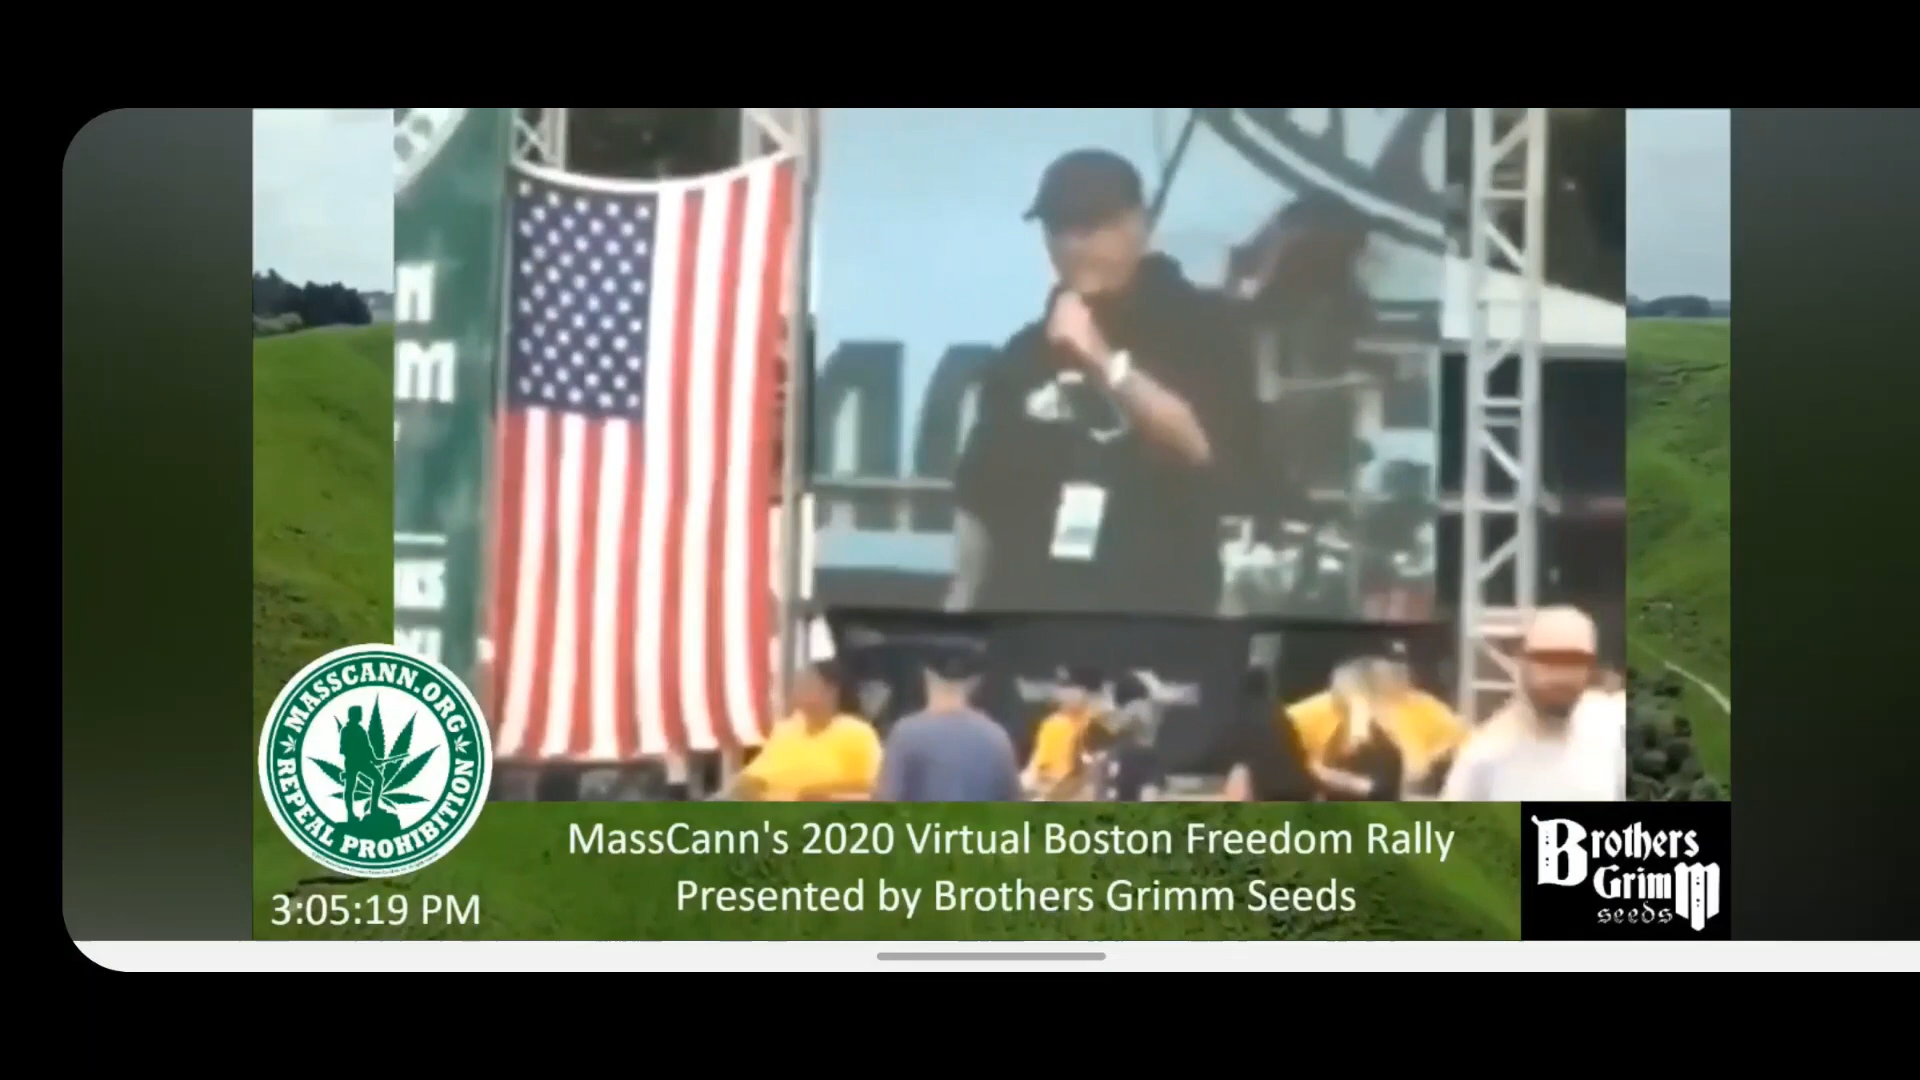 MASSCANN.ORG
REPEAL PROHIBITION
3:05:19 PM
MassCann's 2020 Virtual Boston Freedom Rally
Presented by Brothers Grimm Seeds
Brothers
Grimm
seeds